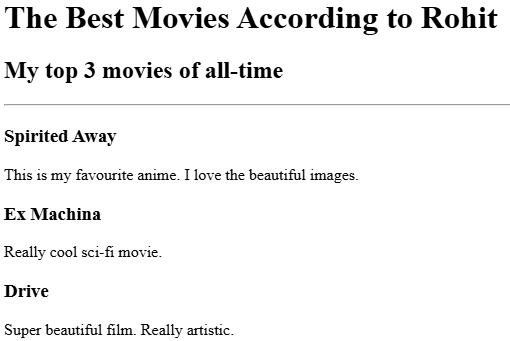 The Best Movies According to Rohit
My top 3 movies of all-time
Spirited Away
This is my favourite anime. I love the beautiful images.
Ex Machina
Really cool sci-fi movie.
Drive
Super beautiful film. Really artistic.